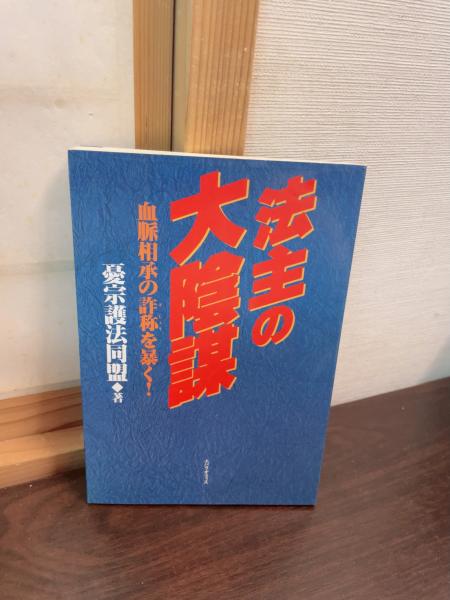 法主の
大陰謀
血脈相承の詐称を暴く!
憂宗護法同盟◆著